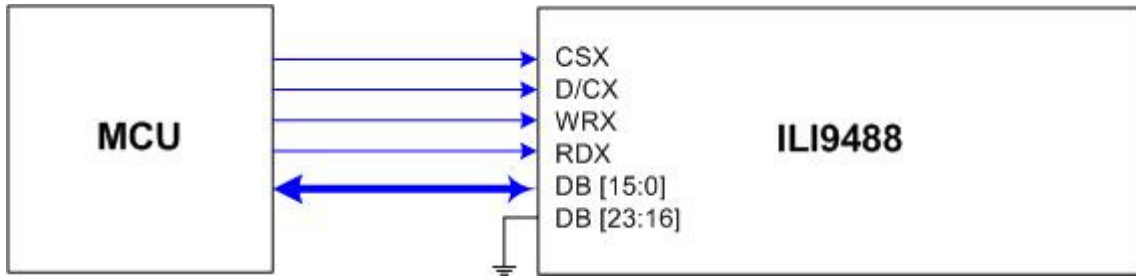 MCU
CSX
D/CX
WRX
RDX
DB [15:0]
DB [23:16]
ILI9488